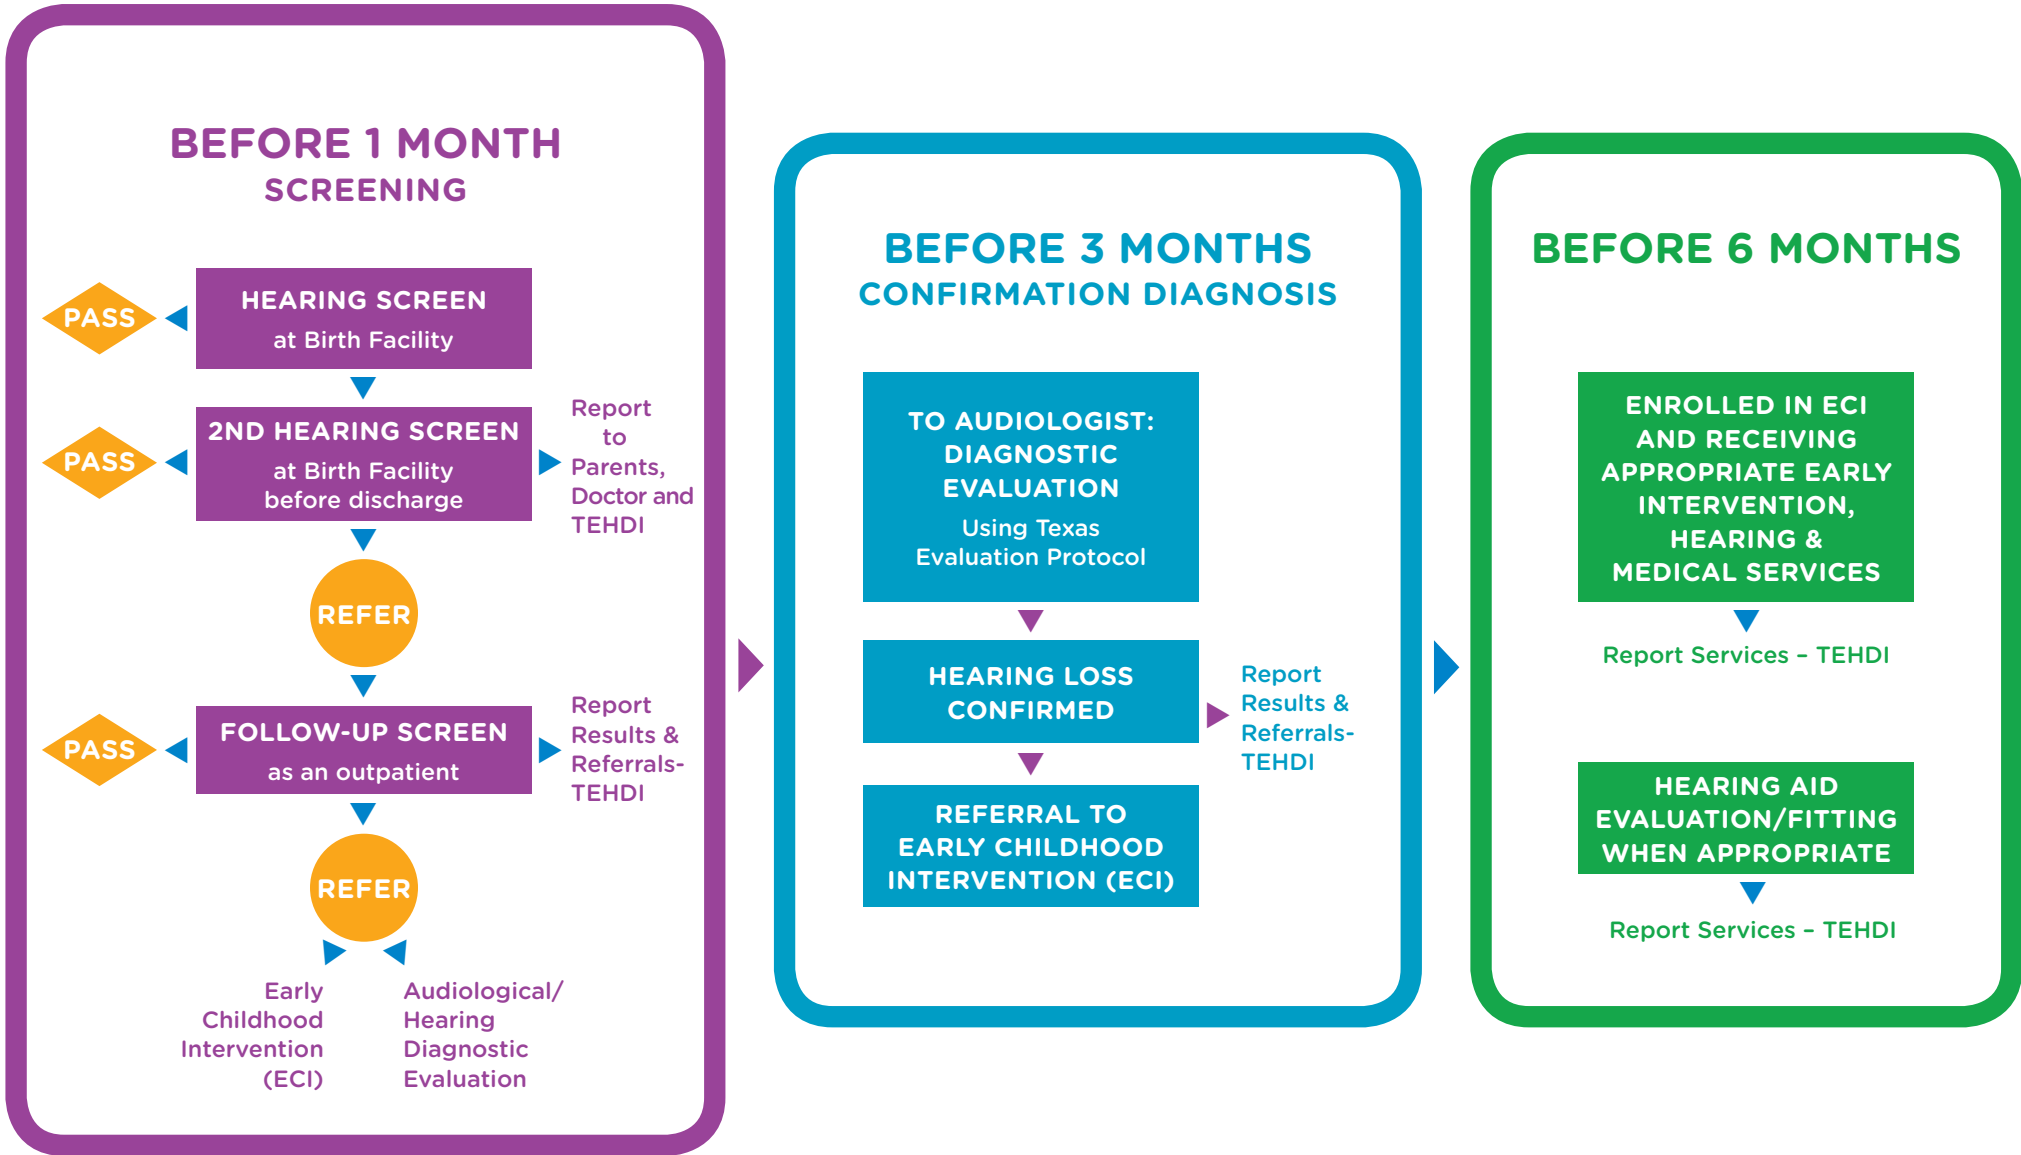 BEFORE 1 MONTH
SCREENING
PASS
HEARING SCREEN
at Birth Facility
PASS
2ND HEARING SCREEN
at Birth Facility
before discharge
Report
to
Parents,
Doctor and
TEHDI
REFER
PASS
FOLLOW-UP SCREEN
as an outpatient
Report
Results &
Referrals-
TEHDI
REFER
Early
Childhood
Intervention
(ECI)
Audiological/
Hearing
Diagnostic
Evaluation
BEFORE 3 MONTHS
CONFIRMATION DIAGNOSIS
TO AUDIOLOGIST:
DIAGNOSTIC
EVALUATION
Using Texas
Evaluation Protocol
HEARING LOSS
CONFIRMED
Report
Results &
Referrals-
TEHDI
REFERRAL TO
EARLY CHILDHOOD
INTERVENTION (ECI)
BEFORE 6 MONTHS
ENROLLED IN ECI
AND RECEIVING
APPROPRIATE EARLY
INTERVENTION,
HEARING &
MEDICAL SERVICES
Report Services – TEHDI
HEARING AID
EVALUATION/FITTING
WHEN APPROPRIATE
Report Services – TEHDI